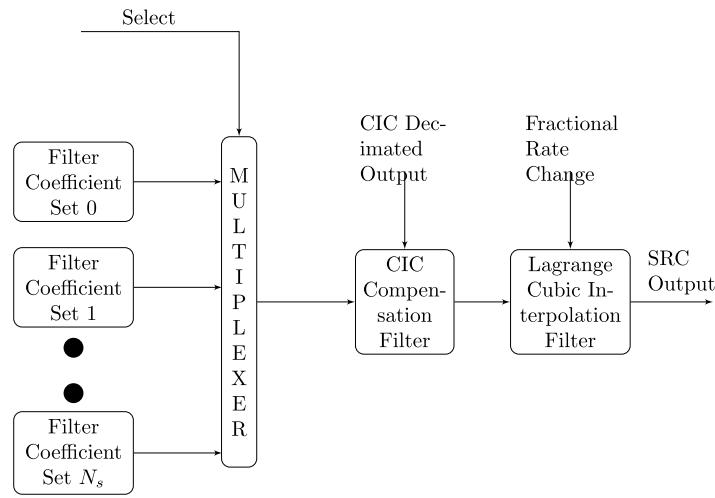 Select
CIC Dec-
imated
Output
Fractional
Rate
Change
Filter
Coefficient
Set 0
M
U
L
T
I
P
L
E
X
E
R
Filter
Coefficient
Set 1
CIC
Compen-
sation
Filter
Lagrange
Cubic In-
terpolation
Filter
SRC
Output
Filter
Coefficient
Set Nₛ